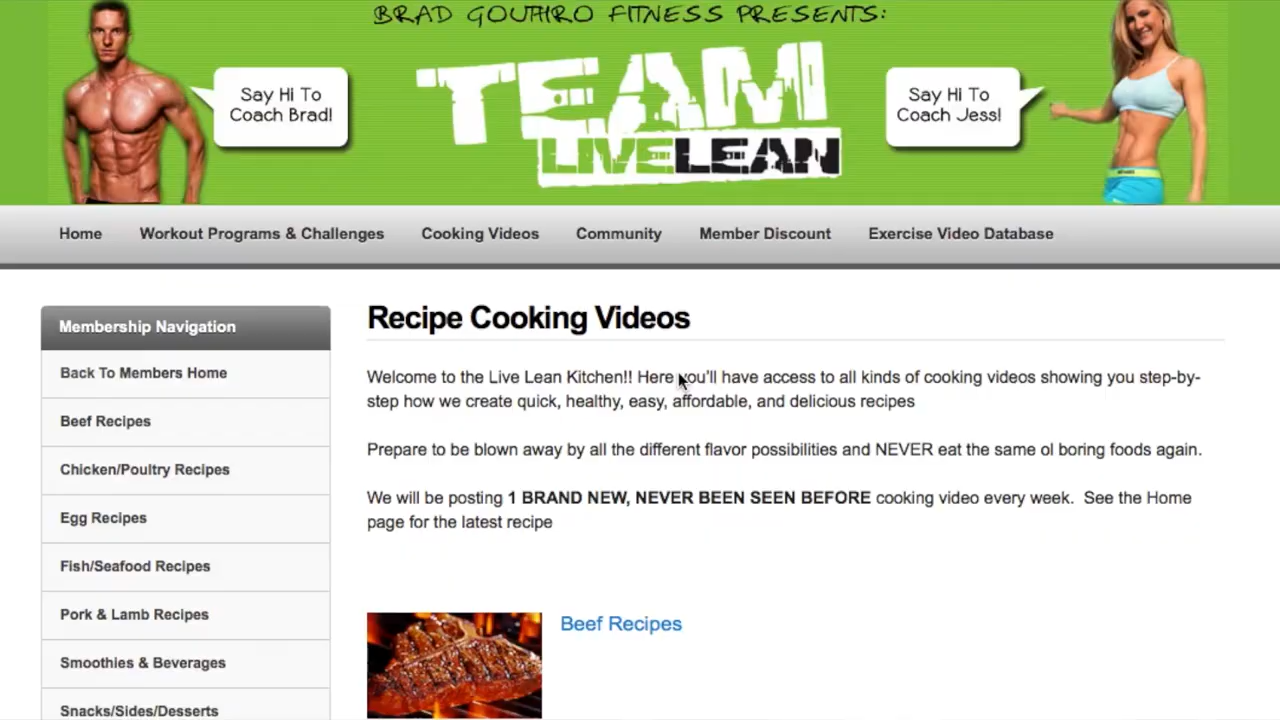 BRAD GOUTHRO FITNESS PRESENTS:
TEAM
LIVELEAN
Say Hi To
Coach Brad!
Say Hi To
Coach Jess!
Home Workout Programs & Challenges Cooking Videos Community Member Discount Exercise Video Database
Membership Navigation
Back To Members Home
Beef Recipes
Chicken/Poultry Recipes
Egg Recipes
Fish/Seafood Recipes
Pork & Lamb Recipes
Smoothies & Beverages
Snacks/Sides/Desserts
Recipe Cooking Videos
Welcome to the Live Lean Kitchen!! Here you'll have access to all kinds of cooking videos showing you step-by-
step how we create quick, healthy, easy, affordable, and delicious recipes
Prepare to be blown away by all the different flavor possibilities and NEVER eat the same ol boring foods again.
We will be posting 1 BRAND NEW, NEVER BEEN SEEN BEFORE cooking video every week. See the Home
page for the latest recipe
Beef Recipes